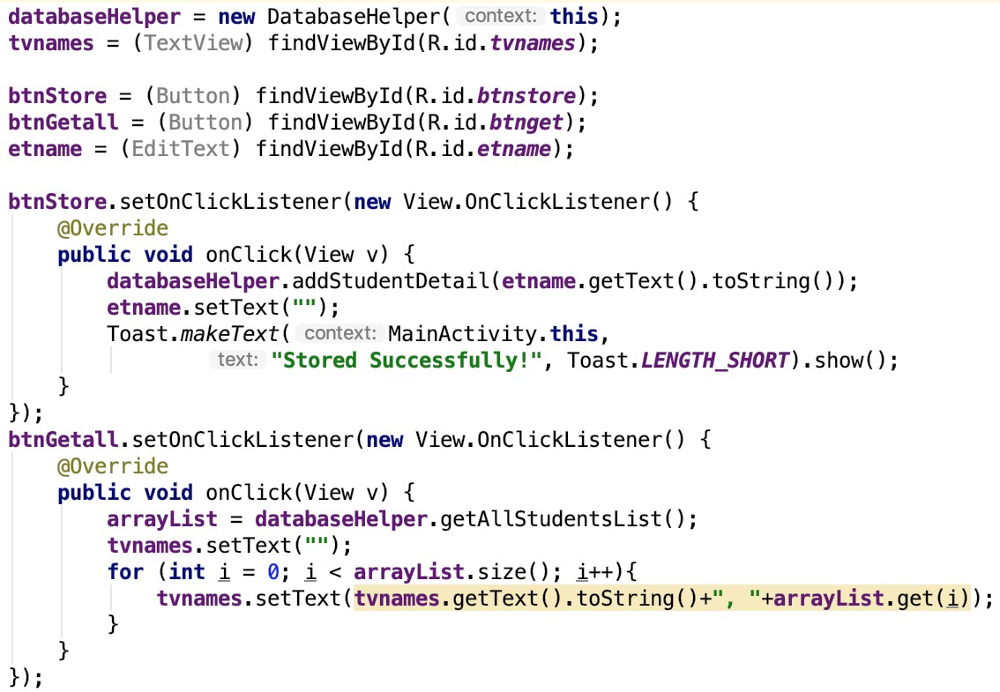 databaseHelper = new DatabaseHelper( context: this);
tvnames = (TextView) findViewById(R.id.tvnames);

btnStore = (Button) findViewById(R.id.btnstore);
btnGetall = (Button) findViewById(R.id.btnget);
etname = (EditText) findViewById(R.id.etname);

btnStore.setOnClickListener(new View.OnClickListener() {
    @Override
    public void onClick(View v) {
        databaseHelper.addStudentDetail(etname.getText().toString());
        etname.setText("");
        Toast.makeText( context: MainActivity.this,
                text: "Stored Successfully!", Toast.LENGTH_SHORT).show();
    }
});
btnGetall.setOnClickListener(new View.OnClickListener() {
    @Override
    public void onClick(View v) {
        arrayList = databaseHelper.getAllStudentsList();
        tvnames.setText("");
        for (int i = 0; i < arrayList.size(); i++){
            tvnames.setText(tvnames.getText().toString()+", "+arrayList.get(i));
        }
    }
});